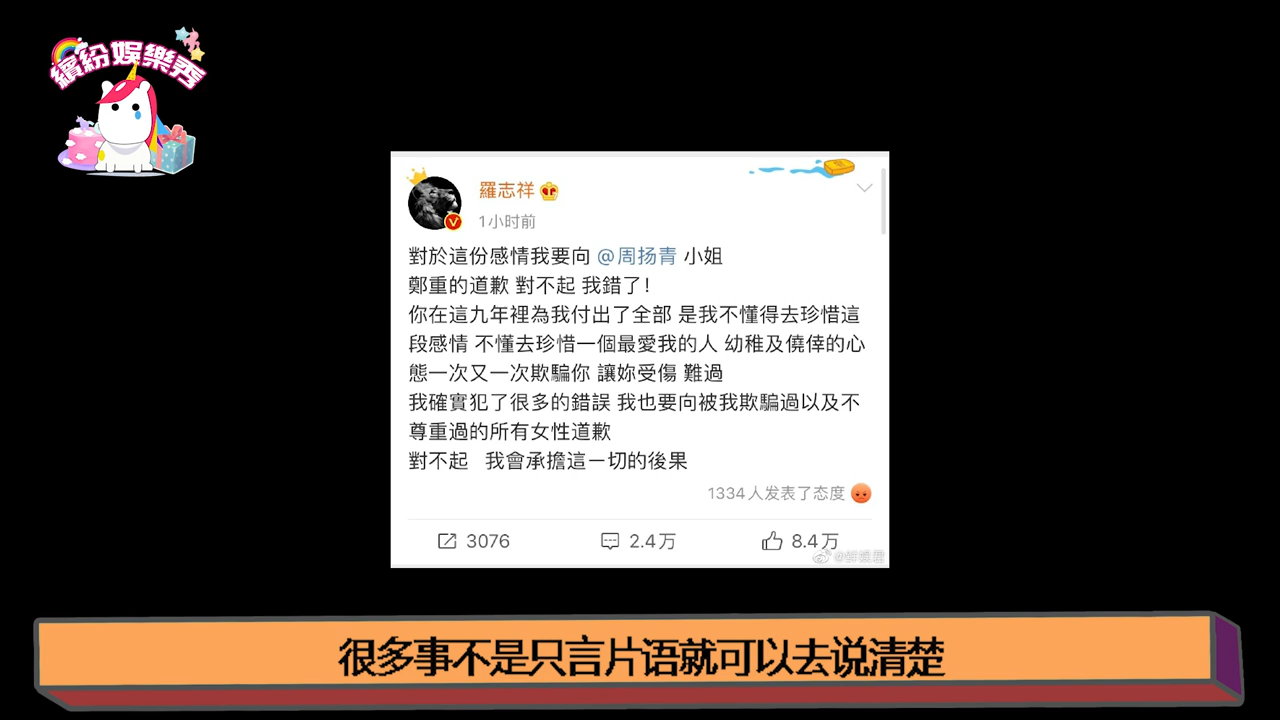 繽紛娛樂秀
羅志祥
1小时前
對於這份感情我要向 @周扬青 小姐
鄭重的道歉 對不起 我錯了!
你在這九年裡為我付出了全部 是我不懂得去珍惜這
段感情 不懂去珍惜一個最愛我的人 幼稚及僥倖的心
態一次又一次欺騙你 讓妳受傷 難過
我確實犯了很多的錯誤 我也要向被我欺騙過以及不
尊重過的所有女性道歉
對不起 我會承擔這一切的後果
1334人发表了态度
3076
2.4万
8.4万
很多事不是只言片语就可以去说清楚